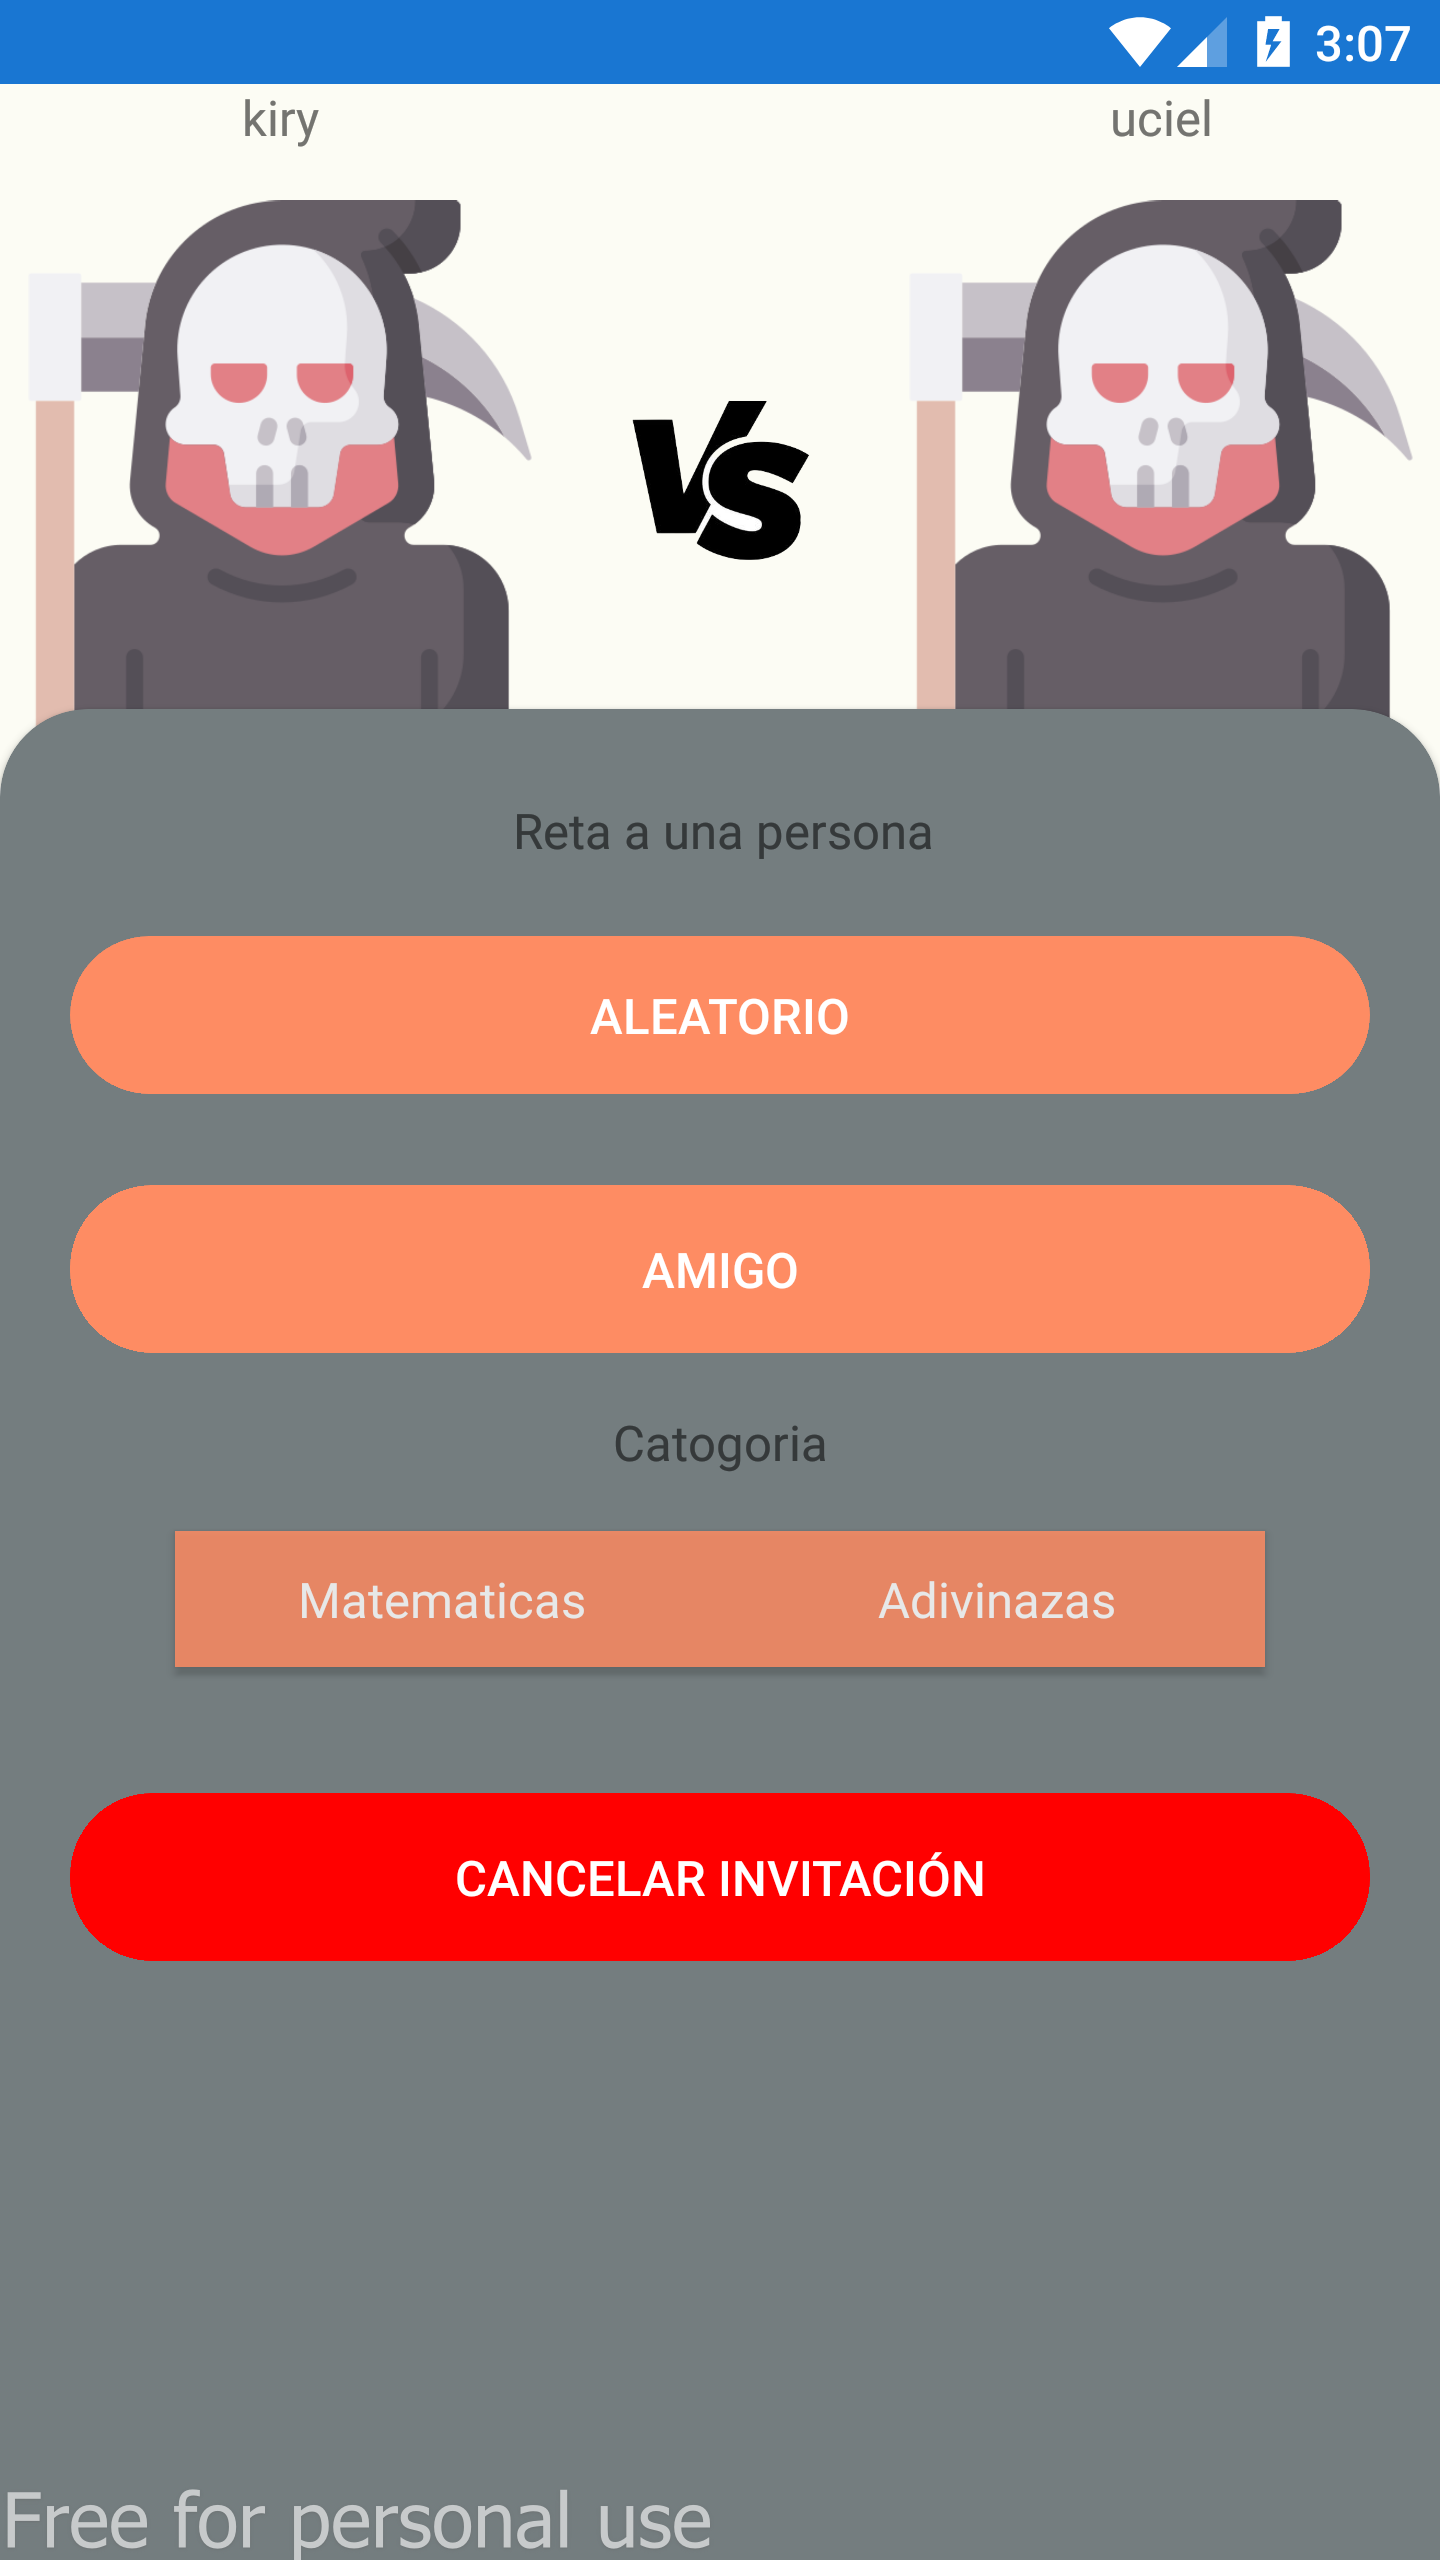 3:07
kiry
uciel
VS
Reta a una persona
ALEATORIO
AMIGO
Catogoria
Matematicas
Adivinazas
CANCELAR INVITACIÓN
Free for personal use